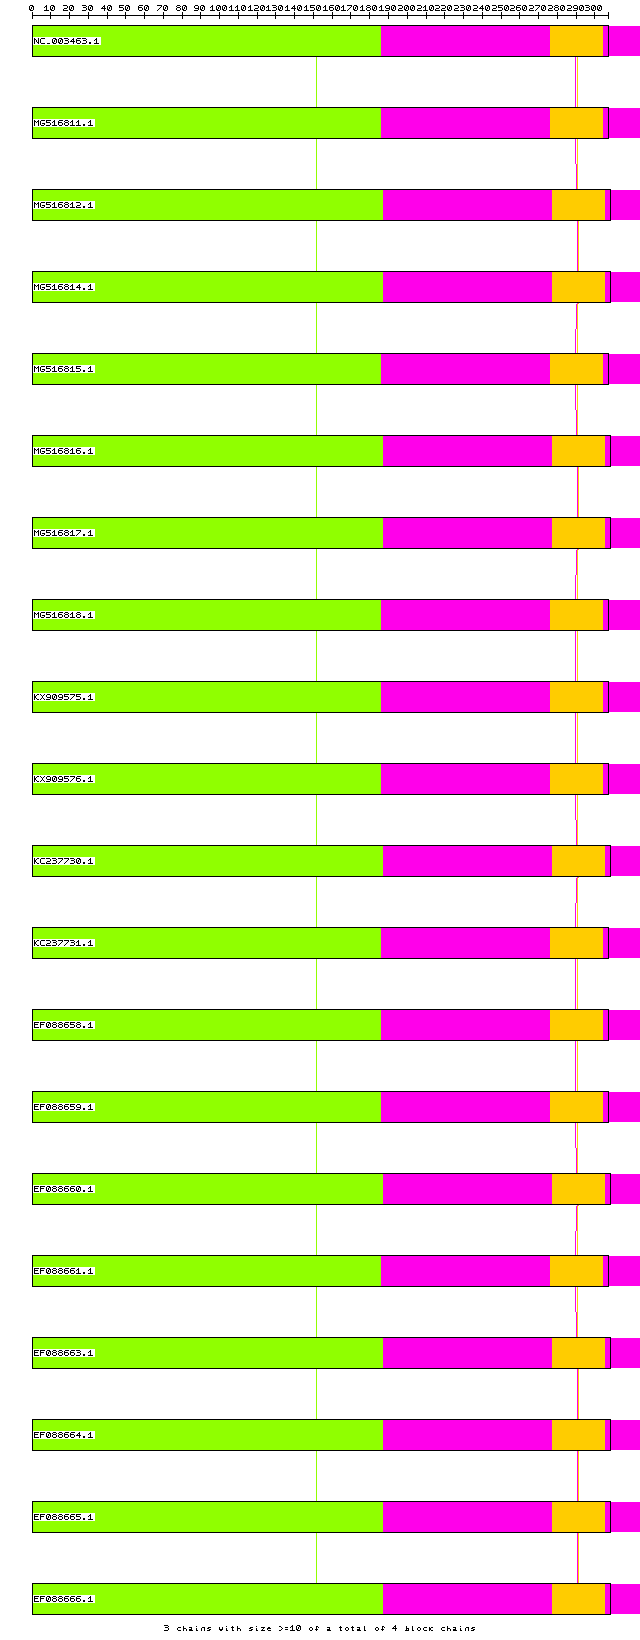 0 10 20 30 40 50 60 70 80 90 100 110 120 130 140 150 160 170 180 190 200 210 220 230 240 250 260 270 280 290 300
NC_003463.1
MG516811.1
MG516812.1
MG516814.1
MG516815.1
MG516816.1
MG516817.1
MG516818.1
KX909575.1
KX909576.1
KC237730.1
KC237731.1
EF088658.1
EF088659.1
EF088660.1
EF088661.1
EF088663.1
EF088664.1
EF088665.1
EF088666.1
3 chains with size >=10 of a total of 4 block chains